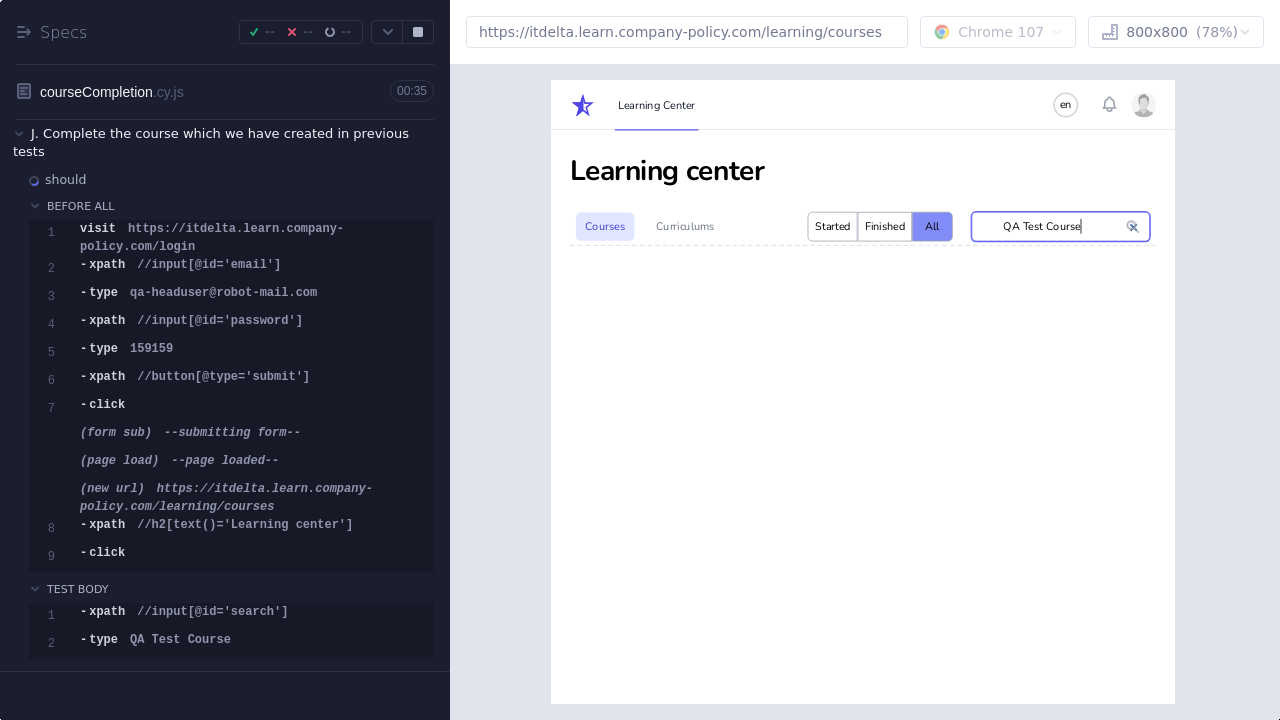 Specs
--
--
--
courseCompletion.cy.js
00:35
J. Complete the course which we have created in previous
tests
should
BEFORE ALL
1 visit https://itdelta.learn.company-
policy.com/login
2 -xpath //input[@id='email']
3 -type qa-headuser@robot-mail.com
4 -xpath //input[@id='password']
5 -type 159159
6 -xpath //button[@type='submit']
7 -click
(form sub) --submitting form--
(page load) --page loaded--
(new url) https://itdelta.learn.company-
policy.com/learning/courses
8 -xpath //h2[text()='Learning center']
9 -click
TEST BODY
1 -xpath //input[@id='search']
2 -type QA Test Course
https://itdelta.learn.company-policy.com/learning/courses
Chrome 107
800x800 (78%)
Learning Center
en
Learning center
Courses
Curriculums
Started
Finished
All
QA Test Course